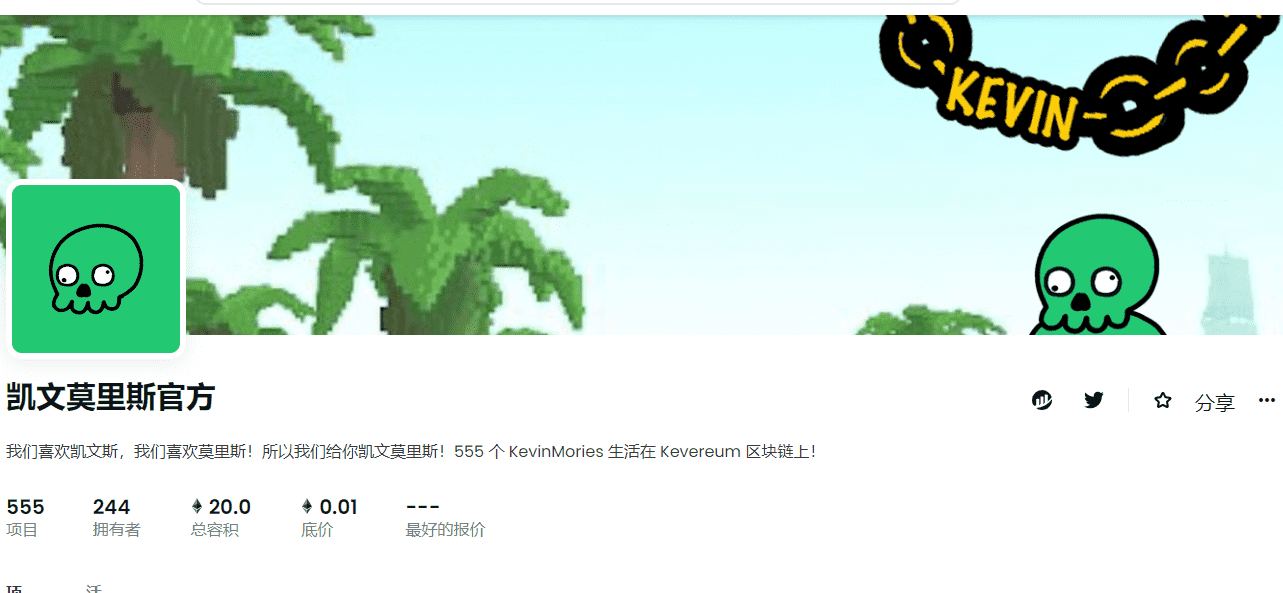 KEVIN
凯文莫里斯官方
分享
我们喜欢凯文斯，我们喜欢莫里斯！所以我们给你凯文莫里斯！555 个 KevinMories 生活在 Kevereum 区块链上！
555 244 20.0 0.01 ---
项目 拥有者 总容积 底价 最好的报价